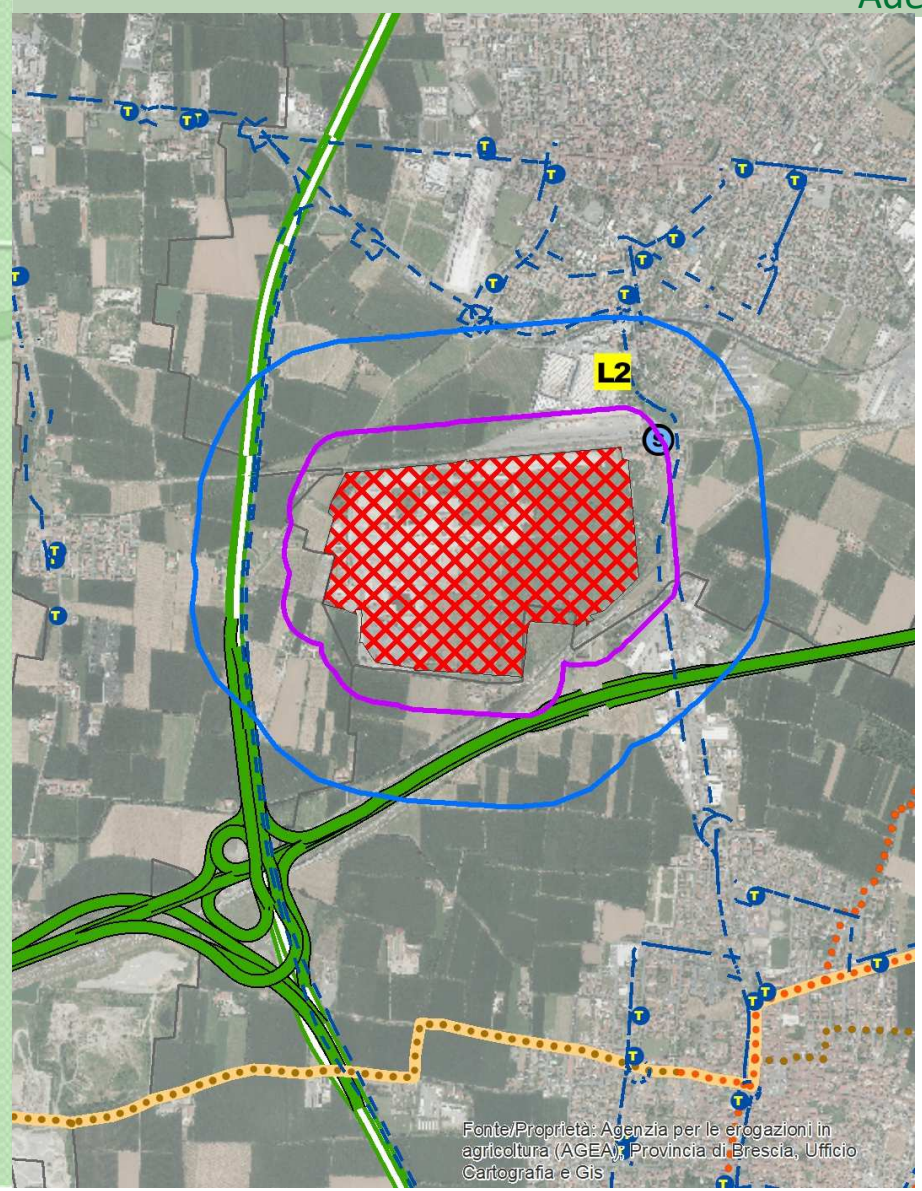 T
T
T
T
T
T
T
T
T
T
T
T
T
L2
S
T
T
T
T
T
T
T
T
T
T
T
Fonte/Proprietà: Agenzia per le erogazioni in
agricoltura (AGEA), Provincia di Brescia, Ufficio
Cartografia e Gis